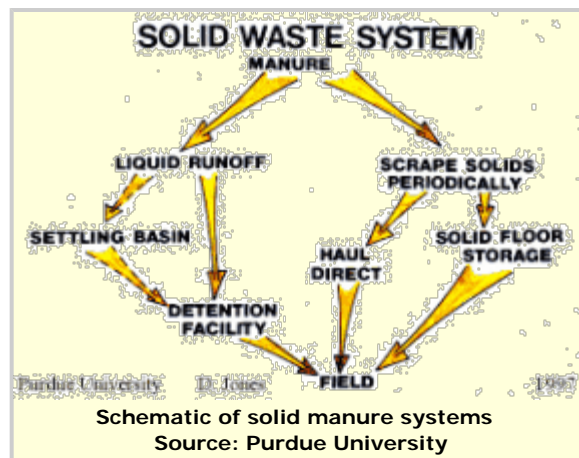 SOLID WASTE SYSTEM
MANURE
LIQUID RUNOFF
SCRAPE SOLIDS
PERIODICALLY
SETTLING BASIN
HAUL
DIRECT
SOLID FLOOR
STORAGE
DETENTION
FACILITY
FIELD
Purdue University D. Jones 1997
Schematic of solid manure systems
Source: Purdue University